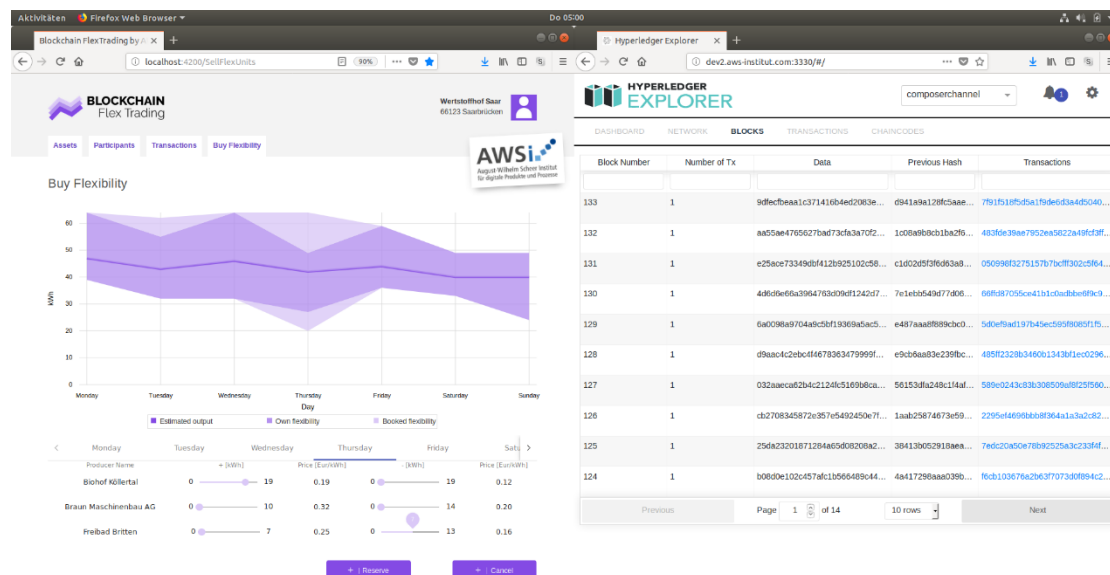 Aktivitäten Firefox Web Browser
Do 05:00
Blockchain FlexTrading by A
localhost:4200/SellFlexUnits
90%
BLOCKCHAIN
Flex Trading
Wertstoffhof Saar
66123 Saarbrücken
Assets Participants Transactions Buy Flexibility
AWSi
August-Wilhelm Scheer Institut
für digitale Produkte und Prozesse
Buy Flexibility
60
50
40
30
20
10
0
kWh
Monday Tuesday Wednesday Thursday Friday Saturday Sunday
Day
Estimated output Own flexibility Booked flexibility
Monday Tuesday Wednesday Thursday Friday Satu
Producer Name + [kWh] Price [Eur/kWh] - [kWh] Price [Eur/kWh]
Biohof Köllertal 0 19 0.19 0 19 0.12
Braun Maschinenbau AG 0 10 0.32 0 14 0.20
Freibad Britten 0 7 0.25 0 13 0.16
+ | Reserve + | Cancel
Hyperledger Explorer
dev2.aws-institut.com:3330/#/
HYPERLEDGER
EXPLORER
composerchannel
1
DASHBOARD NETWORK BLOCKS TRANSACTIONS CHAINCODES
Block Number Number of Tx Data Previous Hash Transactions
133 1 9dfecfbeaa1c371416b4ed2083e... d941a9a128fc5aae... 7f91f518f5d5a1f9de6d3a4d5040...
132 1 aa55ae4765627bad73cfa3a70f2... 1c08a9b8cb1ba2f6... 483fde39ae7952ea5822a49fcf3ff...
131 1 e25ace73349dbf412b925102c58... c1d02d5f3f6d63a8... 050998f3275157b7bcfff302c5f64...
130 1 4d6d6e66a3964763d09df1242d7... 7e1ebb549d77d06... 66ffd87055ce41b1c0adbbe6f9c9...
129 1 6a0098a9704a9c5bf19369a5ac5... e487aaa8f889cbc0... 5d0ef9ad197b45ec595f8085f1f5...
128 1 d9aac4c2ebc4f4678363479999f... e9cb6aa83e239fbc... 485ff2328b3460b1343bf1ec0296...
127 1 032aaeca62b4c2124fc5169b8ca... 56153dfa248c1f4af... 589e0243c83b308509af8f25f560...
126 1 cb2708345872e357e5492450e7f... 1aab25874673e59... 2295ef4696bbb8f364a1a3a2c82...
125 1 25da23201871284a65d08208a2... 38413b052918aea... 7edc20a50e78b92525a3c233f4f...
124 1 b08d0e102c457afc1b566489c44... 4a417298aaa039b... f6cb103676a2b63f7073d0f894c2...
Previous Page 1 of 14 10 rows Next